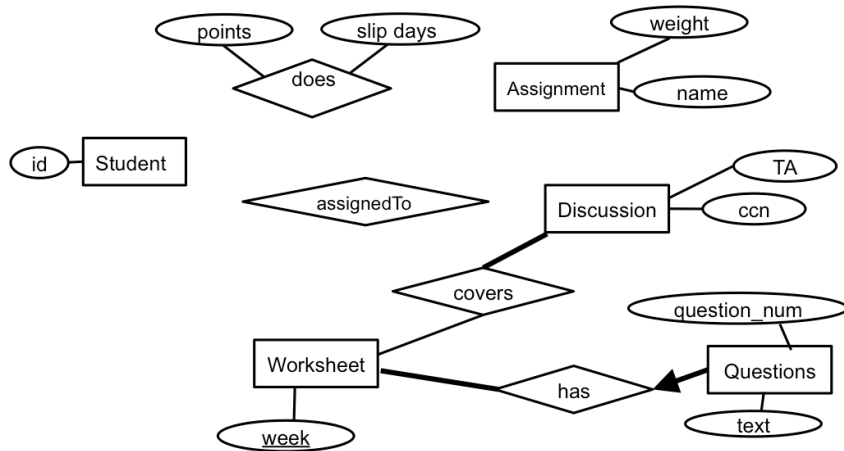 points
slip days
weight
does
Assignment
name
id
Student
TA
assignedTo
Discussion
ccn
covers
question_num
Worksheet
Questions
has
week
text